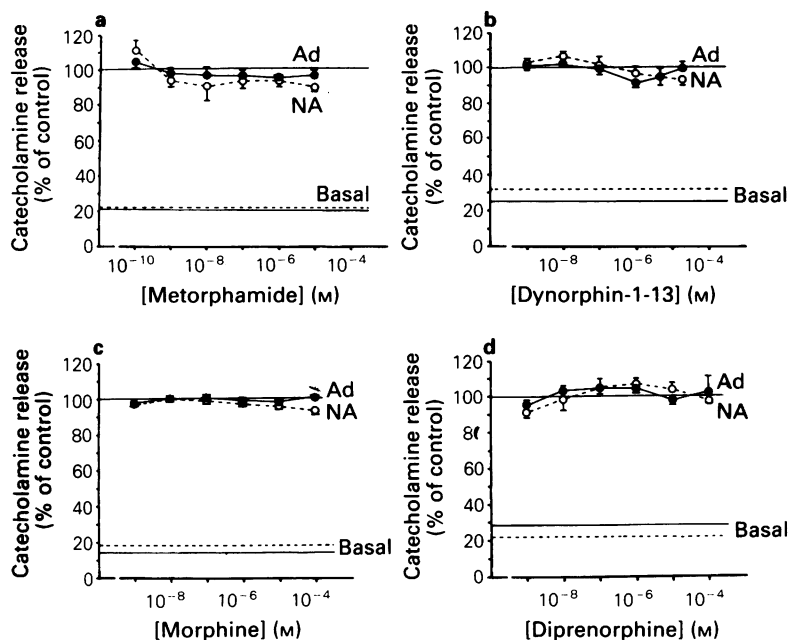 a
Catecholamine release
(% of control)
120
100
80
60
40
20
0
Ad
NA
Basal
10⁻¹⁰ 10⁻⁸ 10⁻⁶ 10⁻⁴
[Metorphamide] (M)
b
Catecholamine release
(% of control)
120
100
80
60
40
20
0
Ad
NA
Basal
10⁻⁸ 10⁻⁶ 10⁻⁴
[Dynorphin-1-13] (M)
c
Catecholamine release
(% of control)
120
100
80
60
40
20
0
Ad
NA
Basal
10⁻⁸ 10⁻⁶ 10⁻⁴
[Morphine] (M)
d
Catecholamine release
(% of control)
120
100
60
40
20
0
Ad
NA
Basal
10⁻⁸ 10⁻⁶ 10⁻⁴
[Diprenorphine] (M)